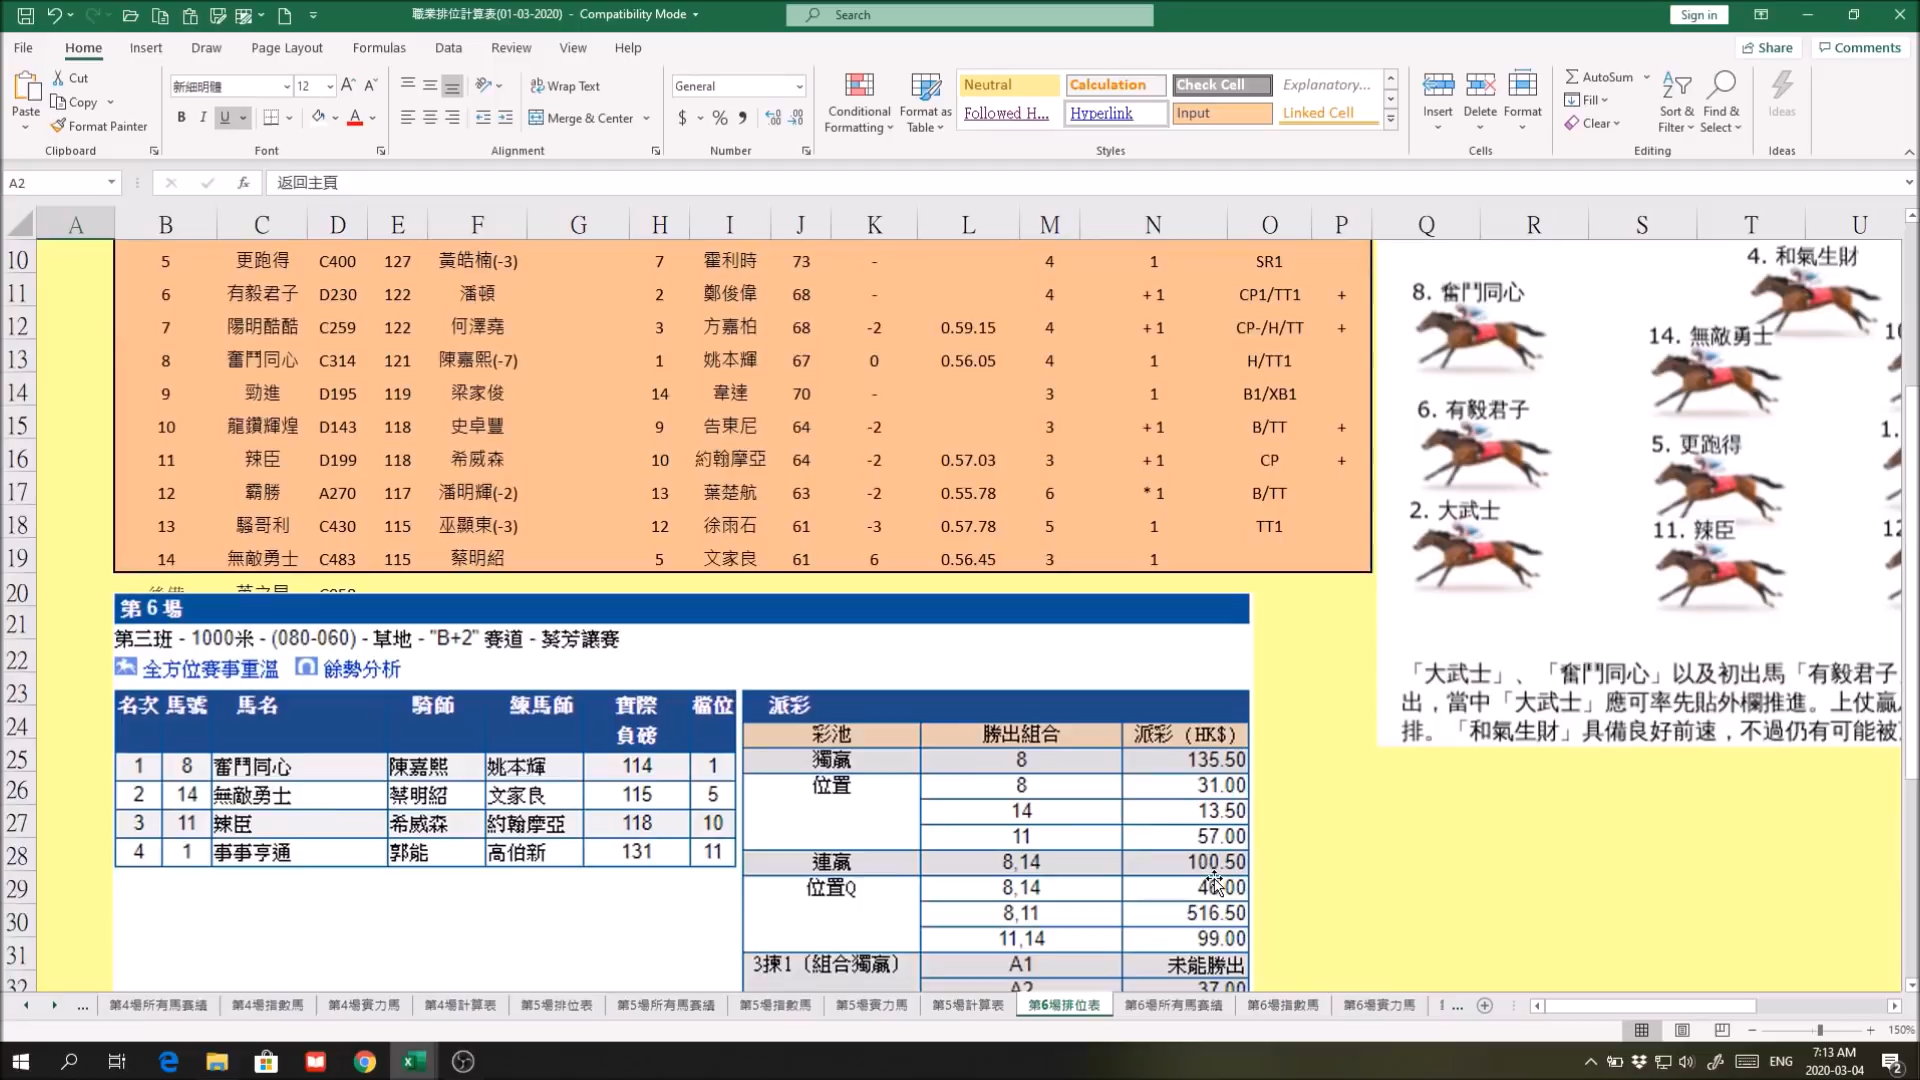 職業排位計算表(01-03-2020) - Compatibility Mode
Search
Sign in
File Home Insert Draw Page Layout Formulas Data Review View Help
Share Comments
Paste
Cut
Copy
Format Painter
新細明體 12
B I U
Wrap Text
Merge & Center
General
$ %
Conditional Formatting
Format as Table
Neutral Calculation Check Cell Explanatory...
Followed H... Hyperlink Input Linked Cell
Insert Delete Format
AutoSum
Fill
Clear
Sort & Filter
Find & Select
Ideas
Clipboard Font Alignment Number Styles Cells Editing Ideas
A2 fx 返回主頁
A B C D E F G H I J K L M N O P Q R S T U
10 5 更跑得 C400 127 黃皓楠(-3) 7 霍利時 73 - 4 1 SR1
11 6 有毅君子 D230 122 潘頓 2 鄭俊偉 68 - 4 + 1 CP1/TT1 +
12 7 陽明酷酷 C259 122 何澤堯 3 方嘉柏 68 -2 0.59.15 4 + 1 CP-/H/TT +
13 8 奮鬥同心 C314 121 陳嘉熙(-7) 1 姚本輝 67 0 0.56.05 4 1 H/TT1
14 9 勁進 D195 119 梁家俊 14 韋達 70 - 3 1 B1/XB1
15 10 龍鑽輝煌 D143 118 史卓豐 9 告東尼 64 -2 3 + 1 B/TT +
16 11 辣臣 D199 118 希威森 10 約翰摩亞 64 -2 0.57.03 3 + 1 CP +
17 12 霸勝 A270 117 潘明輝(-2) 13 葉楚航 63 -2 0.55.78 6 * 1 B/TT
18 13 騷哥利 C430 115 巫顯東(-3) 12 徐雨石 61 -3 0.57.78 5 1 TT1
19 14 無敵勇士 C483 115 蔡明紹 5 文家良 61 6 0.56.45 3 1
20
21
22
23
24
25
26
27
28
29
30
31
32
4. 和氣生財
8. 奮鬥同心
14. 無敵勇士
6. 有毅君子
5. 更跑得
1.
2. 大武士
11. 辣臣
12
「大武士」、「奮鬥同心」以及初出馬「有毅君子
出，當中「大武士」應可率先貼外欄推進。上仗贏
排。「和氣生財」具備良好前速，不過仍有可能被
第 6 場
第三班 - 1000米 - (080-060) - 草地 - "B+2" 賽道 - 葵芳讓賽
全方位賽事重溫 餘勢分析
名次 馬號 馬名 騎師 練馬師 實際負磅 檔位
1 8 奮鬥同心 陳嘉熙 姚本輝 114 1
2 14 無敵勇士 蔡明紹 文家良 115 5
3 11 辣臣 希威森 約翰摩亞 118 10
4 1 事事亨通 郭能 高伯新 131 11
派彩
彩池 勝出組合 派彩 (HK$)
獨贏 8 135.50
位置 8 31.00
14 13.50
11 57.00
連贏 8,14 100.50
位置Q 8,14
8,11 516.50
11,14 99.00
3揀1（組合獨贏） A1 未能勝出
A2 37.00
... 第4場所有馬賽績 第4場指數馬 第4場實力馬 第4場計算表 第5場排位表 第5場所有馬賽績 第5場指數馬 第5場實力馬 第5場計算表 第6場排位表 第6場所有馬賽績 第6場指數馬 第6場實力馬 ...
150%
ENG
7:13 AM
2020-03-04
2